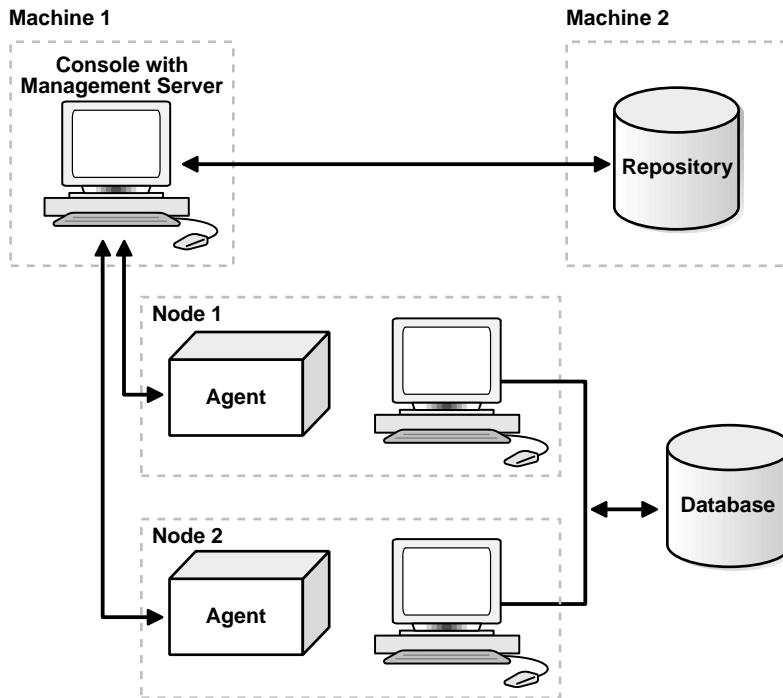 Machine 1
Machine 2
Console with
Management Server
Repository
Node 1
Agent
Database
Node 2
Agent